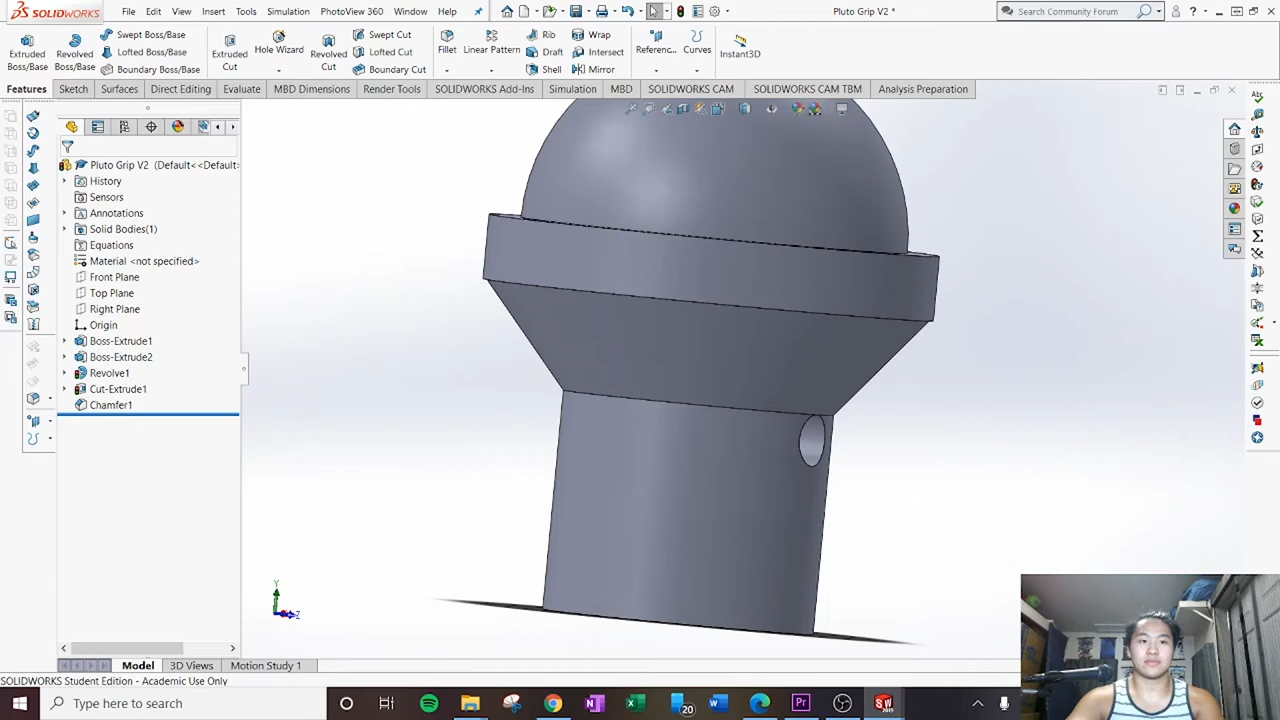 SOLIDWORKS File Edit View Insert Tools Simulation PhotoView 360 Window Help Pluto Grip V2 * Search Community Forum
Extruded Boss/Base
Revolved Boss/Base
Swept Boss/Base
Lofted Boss/Base
Boundary Boss/Base
Extruded Cut
Hole Wizard
Revolved Cut
Swept Cut
Lofted Cut
Boundary Cut
Fillet
Linear Pattern
Rib
Draft
Shell
Wrap
Intersect
Mirror
Referenc...
Curves
Instant3D
Features Sketch Surfaces Direct Editing Evaluate MBD Dimensions Render Tools SOLIDWORKS Add-Ins Simulation MBD SOLIDWORKS CAM SOLIDWORKS CAM TBM Analysis Preparation
Pluto Grip V2 (Default<<Default>
History
Sensors
Annotations
Solid Bodies(1)
Equations
Material <not specified>
Front Plane
Top Plane
Right Plane
Origin
Boss-Extrude1
Boss-Extrude2
Revolve1
Cut-Extrude1
Chamfer1
Y
Z
Model 3D Views Motion Study 1
SOLIDWORKS Student Edition - Academic Use Only
Type here to search
20